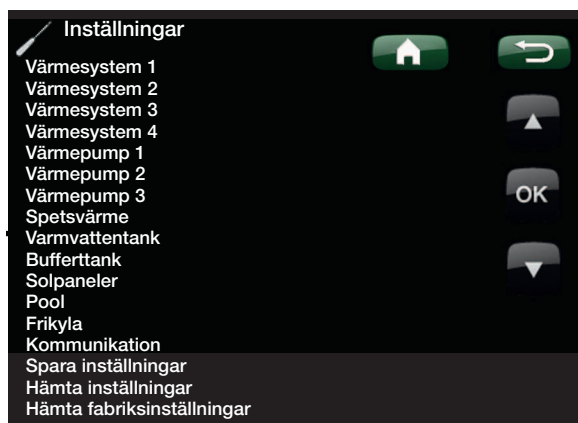 Inställningar
Värmesystem 1
Värmesystem 2
Värmesystem 3
Värmesystem 4
Värmepump 1
Värmepump 2
Värmepump 3
Spetsvärme
Varmvattentank
Bufferttank
Solpaneler
Pool
Frikyla
Kommunikation
Spara inställningar
Hämta inställningar
Hämta fabriksinställningar
OK